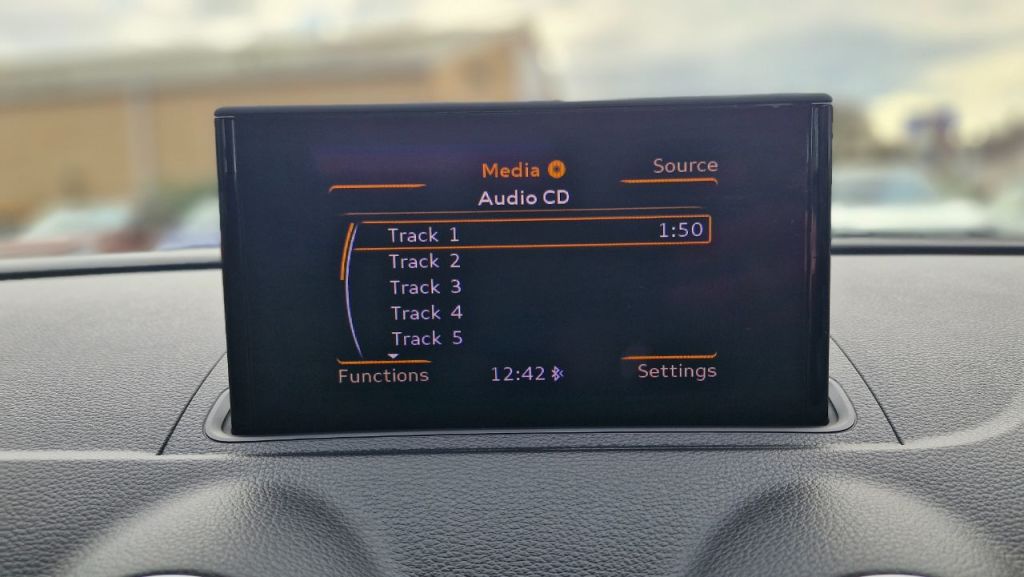 Media
Source
Audio CD
Track 1 1:50
Track 2
Track 3
Track 4
Track 5
Functions
12:42
Settings